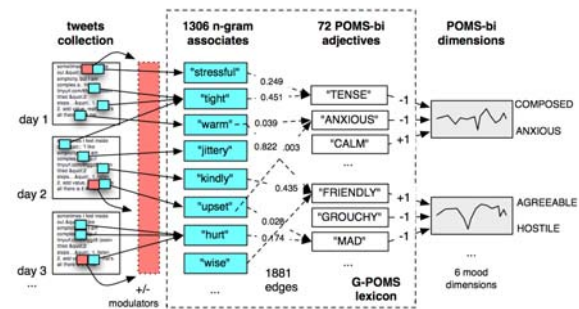 tweets
collection
1306 n-gram
associates
72 POMS-bi
adjectives
POMS-bi
dimensions
"stressful"
"tight"
"warm"
"jittery"
"kindly"
"upset"
"hurt"
"wise"
...
0.249
0.451
0.039
0.822 .003
0.435
0.028
0.174
"TENSE"
"ANXIOUS"
"CALM"
...
"FRIENDLY"
"GROUCHY"
"MAD"
...
-1
-1
+1
+1
-1
-1
COMPOSED
ANXIOUS
AGREEABLE
HOSTILE
...
6 mood
dimensions
day 1
day 2
day 3
...
+/-
modulators
1881
edges
G-POMS
lexicon